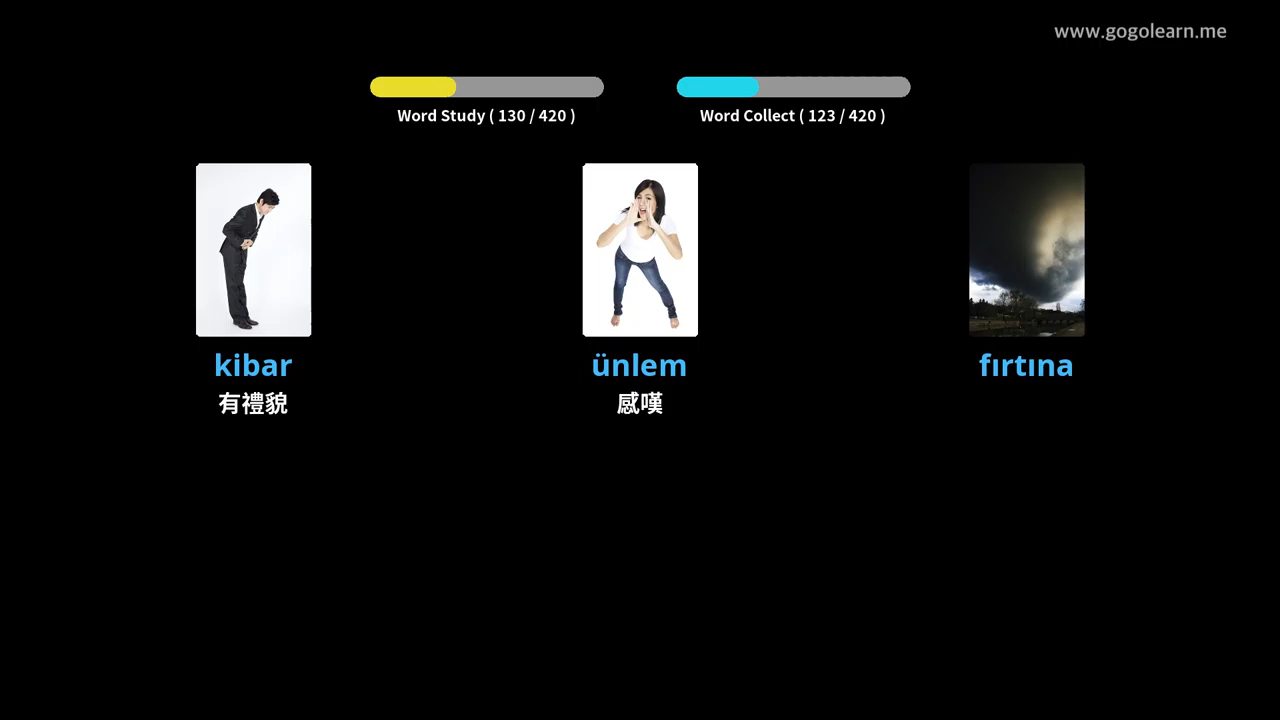 www.gogolearn.me
Word Study ( 130 / 420 )
Word Collect ( 123 / 420 )
kibar
ünlem
fırtına
有禮貌
感嘆